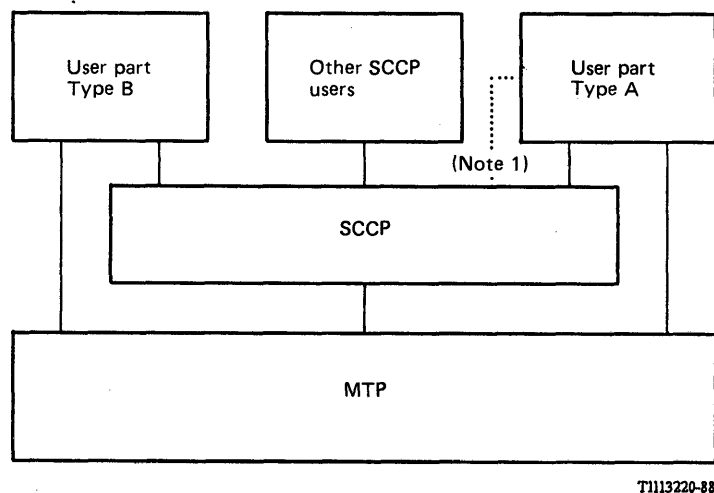 User part
Type B
Other SCCP
users
User part
Type A
(Note 1)
SCCP
MTP
T1113220-88